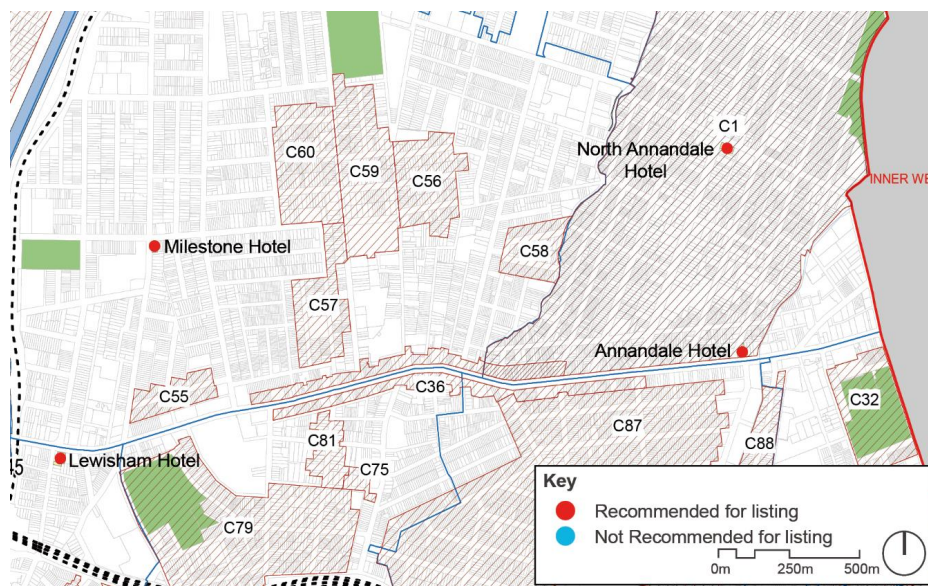 C1
North Annandale
Hotel
C60
C59
C56
INNER WE
Milestone Hotel
C58
C57
Annandale Hotel
C55
C36
C32
C81
C87
C88
45
Lewisham Hotel
C75
C79
Key
Recommended for listing
Not Recommended for listing
0m 250m 500m